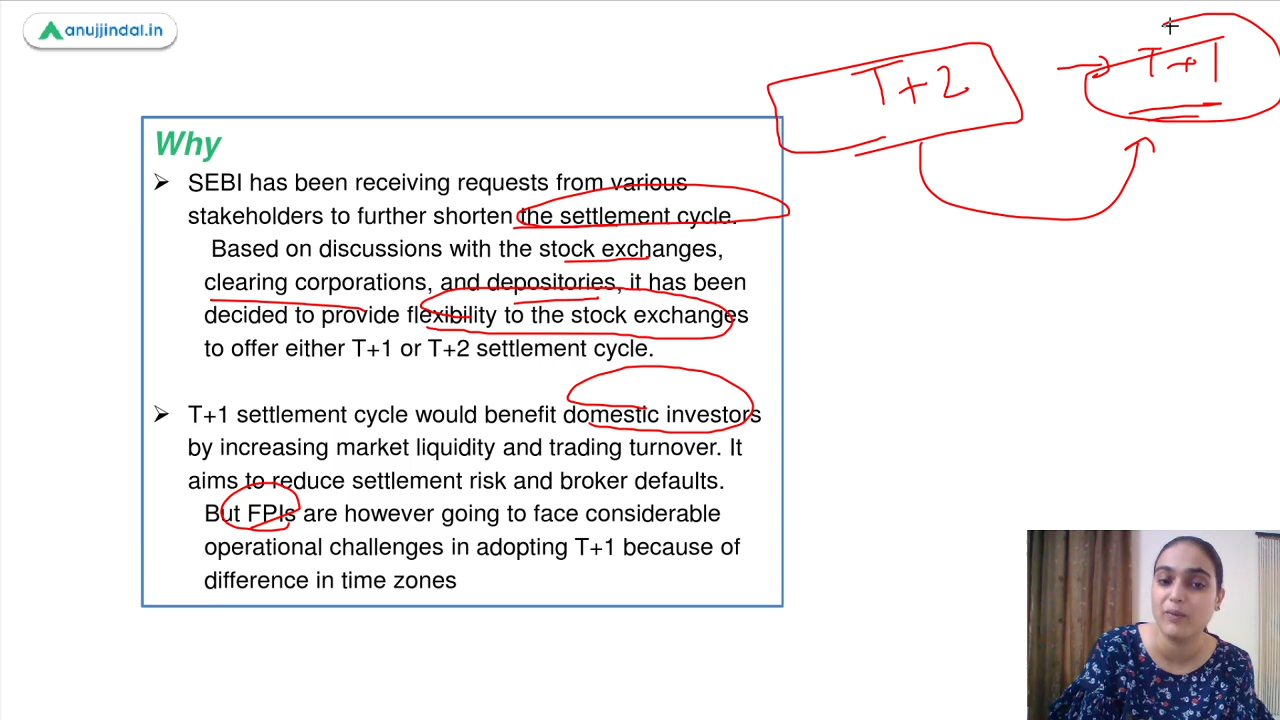 anujjindal.in
T+2
T+1
Why
➢ SEBI has been receiving requests from various
stakeholders to further shorten the settlement cycle.
Based on discussions with the stock exchanges,
clearing corporations, and depositories, it has been
decided to provide flexibility to the stock exchanges
to offer either T+1 or T+2 settlement cycle.
➢ T+1 settlement cycle would benefit domestic investors
by increasing market liquidity and trading turnover. It
aims to reduce settlement risk and broker defaults.
But FPIs are however going to face considerable
operational challenges in adopting T+1 because of
difference in time zones